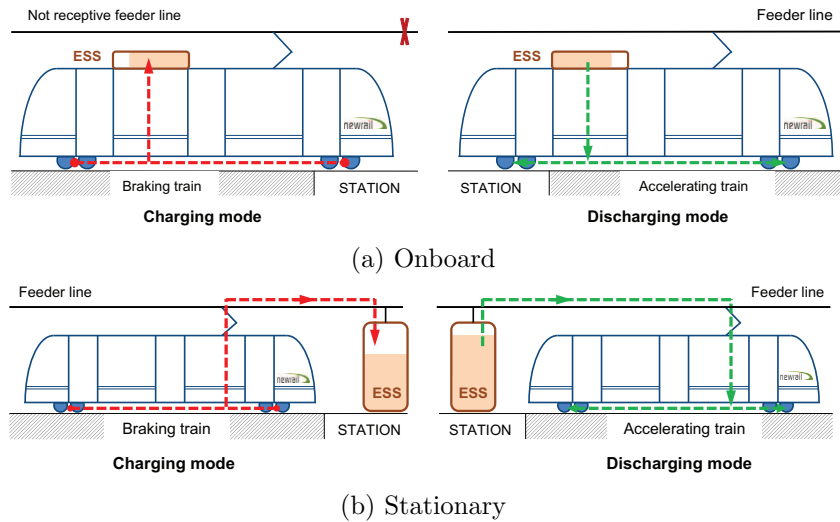 Not receptive feeder line
Feeder line
ESS
ESS
newrail
newrail
Braking train
STATION
STATION
Accelerating train
Charging mode
Discharging mode
(a) Onboard
Feeder line
Feeder line
newrail
ESS
ESS
newrail
Braking train
STATION
STATION
Accelerating train
Charging mode
Discharging mode
(b) Stationary